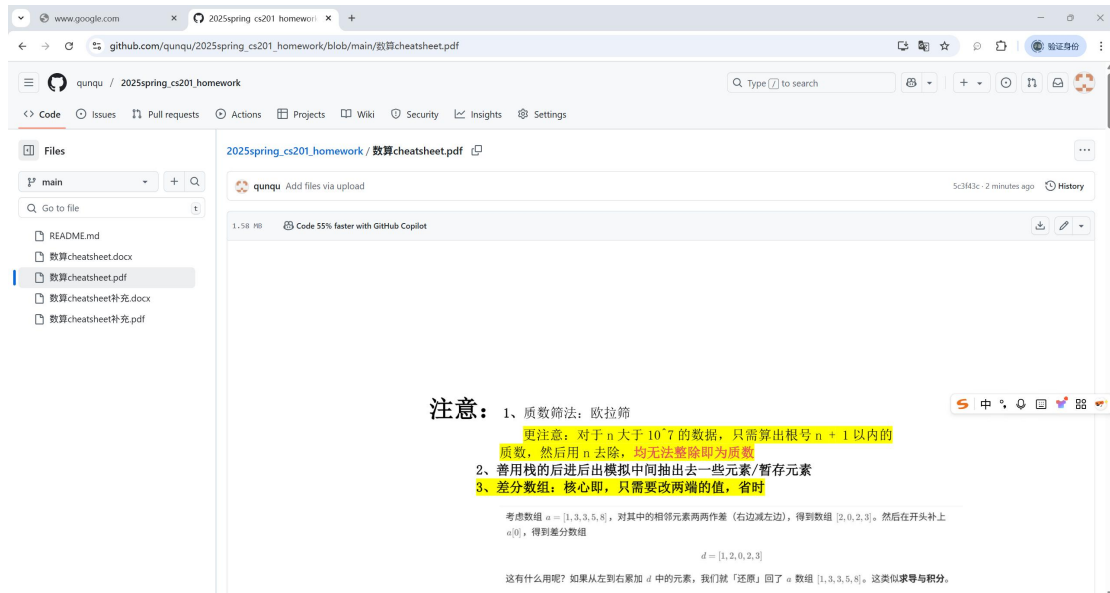 www.google.com
2025spring_cs201_homework
github.com/qunqu/2025spring_cs201_homework/blob/main/数算cheatsheet.pdf
验证身份
qunqu / 2025spring_cs201_homework
Type / to search
Code Issues Pull requests Actions Projects Wiki Security Insights Settings
Files
2025spring_cs201_homework / 数算cheatsheet.pdf
main
qunqu Add files via upload
5c3f43c · 2 minutes ago History
Go to file t
1.58 MB Code 55% faster with GitHub Copilot
README.md
数算cheatsheet.docx
数算cheatsheet.pdf
数算cheatsheet补充.docx
数算cheatsheet补充.pdf
中
注意：1、质数筛法：欧拉筛
更注意：对于 n 大于 10^7 的数据，只需算出根号 n + 1 以内的
质数，然后用 n 去除，均无法整除即为质数
2、善用栈的后进后出模拟中间抽出去一些元素/暂存元素
3、差分数组：核心即，只需要改两端的值，省时
考虑数组 a = [1,3,3,5,8]，对其中的相邻元素两两作差（右边减左边），得到数组 [2,0,2,3]。然后在开头补上
a[0]，得到差分数组
d = [1,2,0,2,3]
这有什么用呢？如果从左到右累加 d 中的元素，我们就「还原」回了 a 数组 [1,3,3,5,8]。这类似求导与积分。